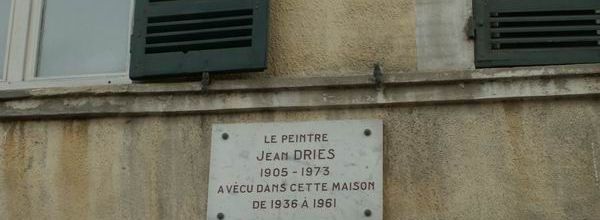 LE PEINTRE
JEAN DRIES
1905 - 1973
A VÉCU DANS CETTE MAISON
DE 1936 À 1961